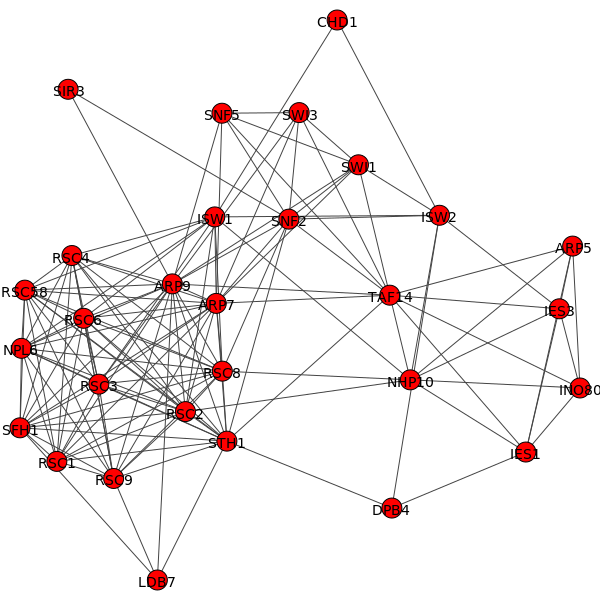 CHD1
SIR3
SNF5
SWI3
SWI1
ISW1
SNF2
ISW2
ARP5
RSC4
ARP9
RSC58
TAF14
ARP7
IES3
RSC6
NPL6
RSC8
RSC3
NHP10
INO80
RSC2
SFH1
STH1
RSC1
IES1
RSC9
DPB4
LDB7